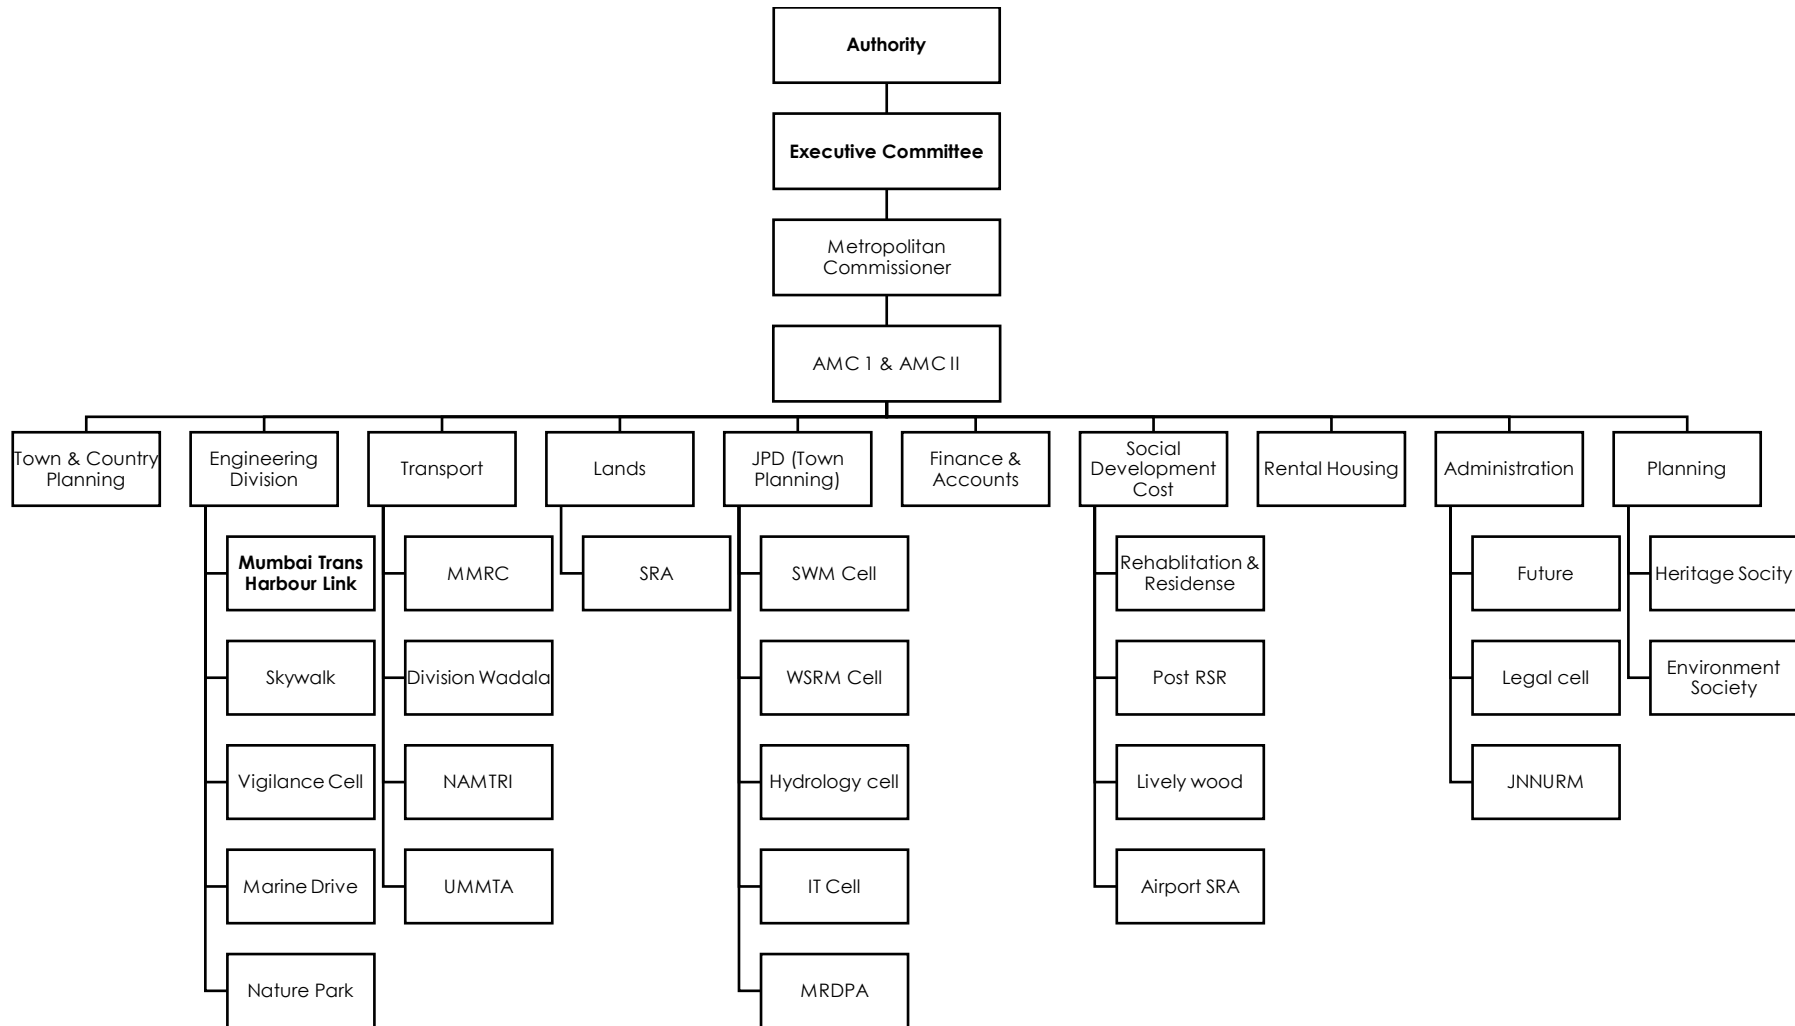 Authority
Executive Committee
Metropolitan
Commissioner
AMC 1 & AMC II
Town & Country
Planning
Engineering
Division
Transport
Lands
JPD (Town
Planning)
Finance &
Accounts
Social
Development
Cost
Rental Housing
Administration
Planning
Mumbai Trans
Harbour Link
Skywalk
Vigilance Cell
Marine Drive
Nature Park
MMRC
Division Wadala
NAMTRI
UMMTA
SRA
SWM Cell
WSRM Cell
Hydrology cell
IT Cell
MRDPA
Rehablitation &
Residense
Post RSR
Lively wood
Airport SRA
Future
Legal cell
JNNURM
Heritage Socity
Environment
Society